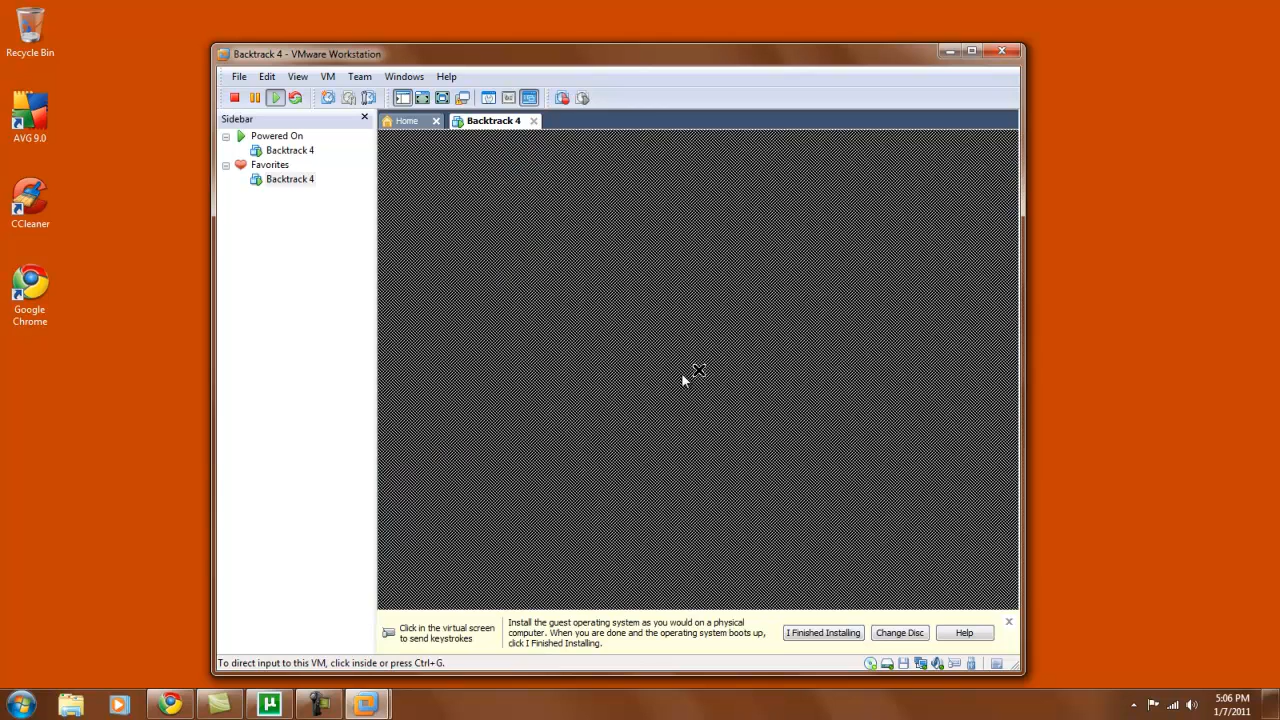 Recycle Bin
AVG 9.0
CCleaner
Google
Chrome
Backtrack 4 - VMware Workstation
File Edit View VM Team Windows Help
Sidebar
Powered On
Backtrack 4
Favorites
Backtrack 4
Home
Backtrack 4
Click in the virtual screen
to send keystrokes
Install the guest operating system as you would on a physical
computer. When you are done and the operating system boots up,
click I Finished Installing.
I Finished Installing
Change Disc
Help
To direct input to this VM, click inside or press Ctrl+G.
5:06 PM
1/7/2011